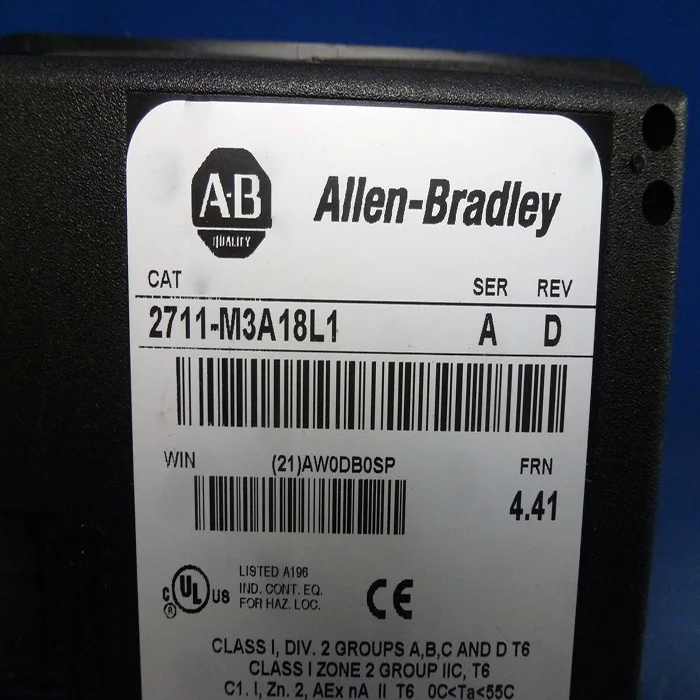 A-B
QUALITY
Allen-Bradley
CAT SER REV
2711-M3A18L1 A D
WIN (21)AW0DB0SP FRN
4.41
C UL US
®
LISTED A196
IND. CONT. EQ.
FOR HAZ. LOC.
CE
CLASS I, DIV. 2 GROUPS A,B,C AND D T6
CLASS I ZONE 2 GROUP IIC, T6
C1. I, Zn. 2, AEx nA II T6 0C<Ta<55C